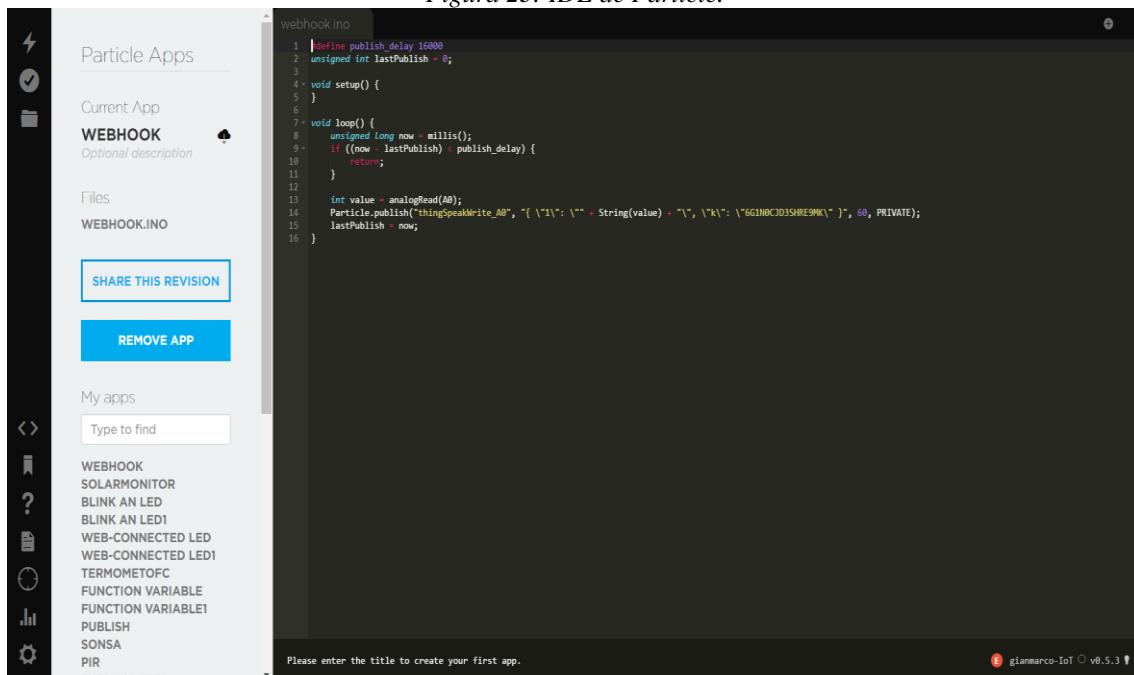 Figura 25: IDE de Particle.
Particle Apps
Current App
WEBHOOK
Optional description
Files
WEBHOOK.INO
SHARE THIS REVISION
REMOVE APP
My apps
Type to find
WEBHOOK
SOLARMONITOR
BLINK AN LED
BLINK AN LED1
WEB-CONNECTED LED
WEB-CONNECTED LED1
TERMOMETOFC
FUNCTION VARIABLE
FUNCTION VARIABLE1
PUBLISH
SONSA
PIR
webhook.ino
1 #define publish_delay 16000
2 unsigned int lastPublish = 0;
3
4 void setup() {
5 }
6
7 void loop() {
8 unsigned long now = millis();
9 if ((now - lastPublish) < publish_delay) {
10 return;
11 }
12
13 int value = analogRead(A0);
14 Particle.publish("thingSpeakWrite_A0", "{ \"1\": \"" + String(value) + "\", \"k\": \"6G1N0CJD3SHRE9MK\" }", 60, PRIVATE);
15 lastPublish = now;
16 }
Please enter the title to create your first app.
E gianmarco-IoT v0.5.3